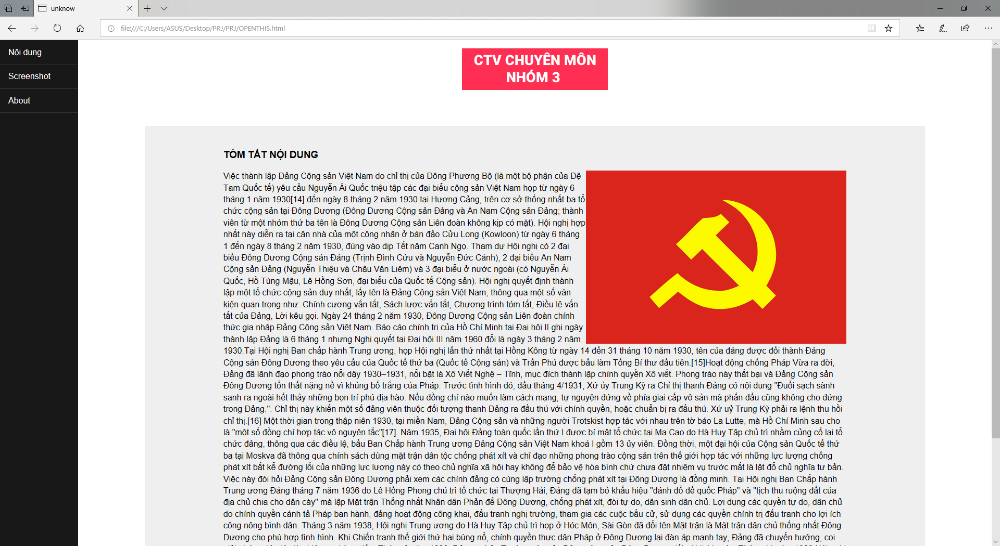 unknow
file:///C:/Users/ASUS/Desktop/PRJ/PRJ/OPENTHIS.html
Nội dung
Screenshot
About
CTV CHUYÊN MÔN
NHÓM 3
TÓM TẮT NỘI DUNG
Việc thành lập Đảng Cộng sản Việt Nam do chỉ thị của Đông Phương Bộ (là một bộ phận của Đệ
Tam Quốc tế) yêu cầu Nguyễn Ái Quốc triệu tập các đại biểu cộng sản Việt Nam họp từ ngày 6
tháng 1 năm 1930[14] đến ngày 8 tháng 2 năm 1930 tại Hương Cảng, trên cơ sở thống nhất ba tổ
chức cộng sản tại Đông Dương (Đông Dương Cộng sản Đảng và An Nam Cộng sản Đảng; thành
viên từ một nhóm thứ ba tên là Đông Dương Cộng sản Liên đoàn không kịp có mặt). Hội nghị hợp
nhất này diễn ra tại căn nhà của một công nhân ở bán đảo Cửu Long (Kowloon) từ ngày 6 tháng
1 đến ngày 8 tháng 2 năm 1930, đúng vào dịp Tết năm Canh Ngọ. Tham dự Hội nghị có 2 đại
biểu Đông Dương Cộng sản Đảng (Trịnh Đình Cửu và Nguyễn Đức Cảnh), 2 đại biểu An Nam
Cộng sản Đảng (Nguyễn Thiệu và Châu Văn Liêm) và 3 đại biểu ở nước ngoài (có Nguyễn Ái
Quốc, Hồ Tùng Mậu, Lê Hồng Sơn, đại biểu của Quốc tế Cộng sản). Hội nghị quyết định thành
lập một tổ chức cộng sản duy nhất, lấy tên là Đảng Cộng sản Việt Nam, thông qua một số văn
kiện quan trọng như: Chính cương vắn tắt, Sách lược vắn tắt, Chương trình tóm tắt, Điều lệ vắn
tắt của Đảng, Lời kêu gọi. Ngày 24 tháng 2 năm 1930, Đông Dương Cộng sản Liên đoàn chính
thức gia nhập Đảng Cộng sản Việt Nam. Báo cáo chính trị của Hồ Chí Minh tại Đại hội II ghi ngày
thành lập Đảng là 6 tháng 1 nhưng Nghị quyết tại Đại hội III năm 1960 đổi là ngày 3 tháng 2 năm
1930.Tại Hội nghị Ban chấp hành Trung ương, họp Hội nghị lần thứ nhất tại Hồng Kông từ ngày 14 đến 31 tháng 10 năm 1930, tên của đảng được đổi thành Đảng
Cộng sản Đông Dương theo yêu cầu của Quốc tế thứ ba (Quốc tế Cộng sản) và Trần Phú được bầu làm Tổng Bí thư đầu tiên.[15]Hoạt động chống Pháp Vừa ra đời,
Đảng đã lãnh đạo phong trào nổi dậy 1930–1931, nổi bật là Xô Viết Nghệ – Tĩnh, mục đích thành lập chính quyền Xô viết. Phong trào này thất bại và Đảng Cộng sản
Đông Dương tổn thất nặng nề vì khủng bố trắng của Pháp. Trước tình hình đó, đầu tháng 4/1931, Xứ ủy Trung Kỳ ra Chỉ thị thanh Đảng có nội dung "Đuổi sạch sành
sanh ra ngoài hết thảy những bọn trí phú địa hào. Nếu đồng chí nào muốn làm cách mạng, tự nguyện đứng về phía giai cấp vô sản mà phấn đấu cũng không cho đứng
trong Đảng.". Chỉ thị này khiến một số đảng viên thuộc đối tượng thanh Đảng ra đầu thú với chính quyền, hoặc chuẩn bị ra đầu thú. Xứ uỷ Trung Kỳ phải ra lệnh thu hồi
chỉ thị.[16] Một thời gian trong thập niên 1930, tại miền Nam, Đảng Cộng sản và những người Trotskist hợp tác với nhau trên tờ báo La Lutte, mà Hồ Chí Minh sau cho
là "một số đồng chí hợp tác vô nguyên tắc"[17]. Năm 1935, Đại hội Đảng toàn quốc lần thứ I được bí mật tổ chức tại Ma Cao do Hà Huy Tập chủ trì nhằm củng cố lại tổ
chức đảng, thông qua các điều lệ, bầu Ban Chấp hành Trung ương Đảng Cộng sản Việt Nam khoá I gồm 13 ủy viên. Đồng thời, một đại hội của Cộng sản Quốc tế thứ
ba tại Moskva đã thông qua chính sách dùng mặt trận dân tộc chống phát xít và chỉ đạo những phong trào cộng sản trên thế giới hợp tác với những lực lượng chống
phát xít bất kể đường lối của những lực lượng này có theo chủ nghĩa xã hội hay không để bảo vệ hòa bình chứ chưa đặt nhiệm vụ trước mắt là lật đổ chủ nghĩa tư bản.
Việc này đòi hỏi Đảng Cộng sản Đông Dương phải xem các chính đảng có cùng lập trường chống phát xít tại Đông Dương là đồng minh. Tại Hội nghị Ban Chấp hành
Trung ương Đảng tháng 7 năm 1936 do Lê Hồng Phong chủ trì tổ chức tại Thượng Hải, Đảng đã tạm bỏ khẩu hiệu "đánh đổ đế quốc Pháp" và "tịch thu ruộng đất của
địa chủ chia cho dân cày" mà lập Mặt trận Thống nhất Nhân dân Phản đế Đông Dương, chống phát xít, đòi tự do, dân sinh dân chủ. Lợi dụng các quyền tự do, dân chủ
do chính quyền cánh tả Pháp ban hành, đảng hoạt động công khai, đấu tranh nghị trường, tham gia các cuộc bầu cử, sử dụng các quyền chính trị đấu tranh cho lợi ích
công nông bình dân. Tháng 3 năm 1938, Hội nghị Trung ương do Hà Huy Tập chủ trì họp ở Hóc Môn, Sài Gòn đã đổi tên Mặt trận là Mặt trận dân chủ thống nhất Đông
Dương cho phù hợp tình hình. Khi Chiến tranh thế giới thứ hai bùng nổ, chính quyền thực dân Pháp ở Đông Dương lại đàn áp mạnh tay, Đảng đã chuyển hướng, coi